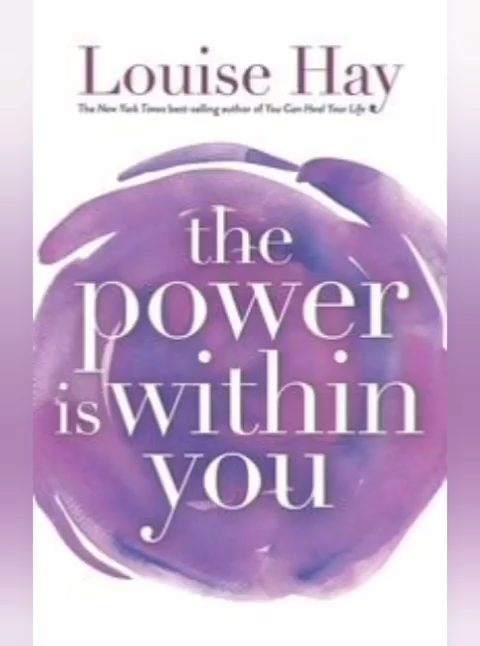 Louise Hay
The New York Times best-selling author of You Can Heal Your Life
the
power
is within
you